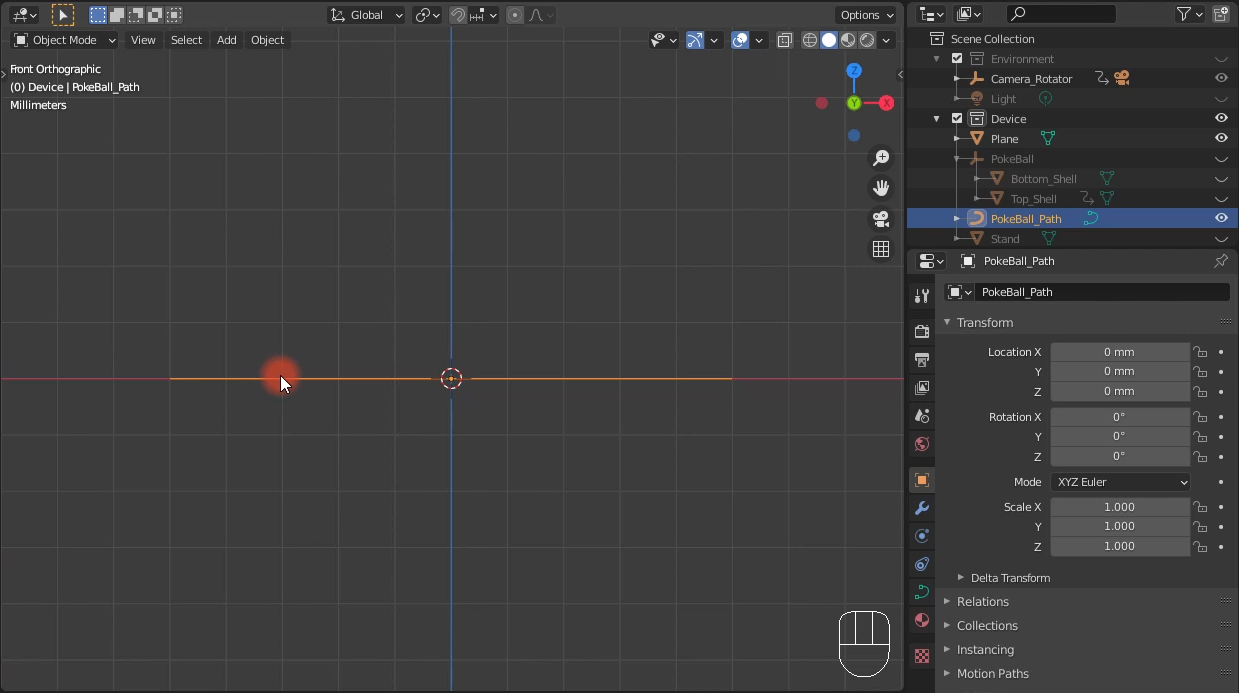 Global
Options
Object Mode
View
Select
Add
Object
Front Orthographic
(0) Device | PokeBall_Path
Millimeters
Z
Y
X
Scene Collection
Environment
Camera_Rotator
Light
Device
Plane
PokeBall
Bottom_Shell
Top_Shell
PokeBall_Path
Stand
PokeBall_Path
PokeBall_Path
Transform
Location X 0 mm
Y 0 mm
Z 0 mm
Rotation X 0°
Y 0°
Z 0°
Mode XYZ Euler
Scale X 1.000
Y 1.000
Z 1.000
Delta Transform
Relations
Collections
Instancing
Motion Paths